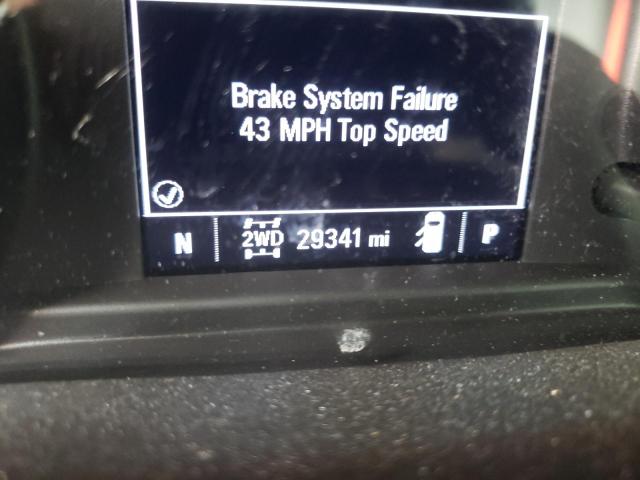 Brake System Failure
43 MPH Top Speed
N 2WD 29341 mi P